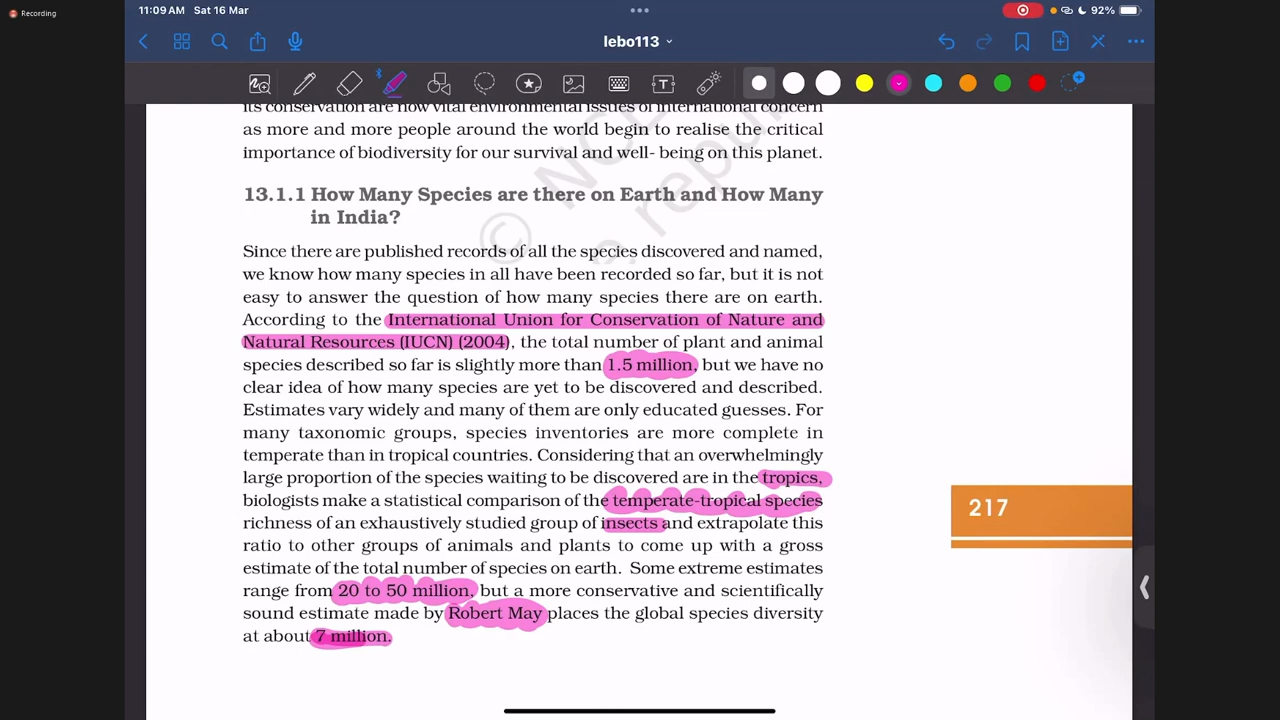 Recording
11:09 AM Sat 16 Mar
92%
lebo113
its conservation are now vital environmental issues of international concern
as more and more people around the world begin to realise the critical
importance of biodiversity for our survival and well- being on this planet.
13.1.1 How Many Species are there on Earth and How Many
in India?
Since there are published records of all the species discovered and named,
we know how many species in all have been recorded so far, but it is not
easy to answer the question of how many species there are on earth.
According to the International Union for Conservation of Nature and
Natural Resources (IUCN) (2004), the total number of plant and animal
species described so far is slightly more than 1.5 million, but we have no
clear idea of how many species are yet to be discovered and described.
Estimates vary widely and many of them are only educated guesses. For
many taxonomic groups, species inventories are more complete in
temperate than in tropical countries. Considering that an overwhelmingly
large proportion of the species waiting to be discovered are in the tropics,
biologists make a statistical comparison of the temperate-tropical species
richness of an exhaustively studied group of insects and extrapolate this
ratio to other groups of animals and plants to come up with a gross
estimate of the total number of species on earth. Some extreme estimates
range from 20 to 50 million, but a more conservative and scientifically
sound estimate made by Robert May places the global species diversity
at about 7 million.
217